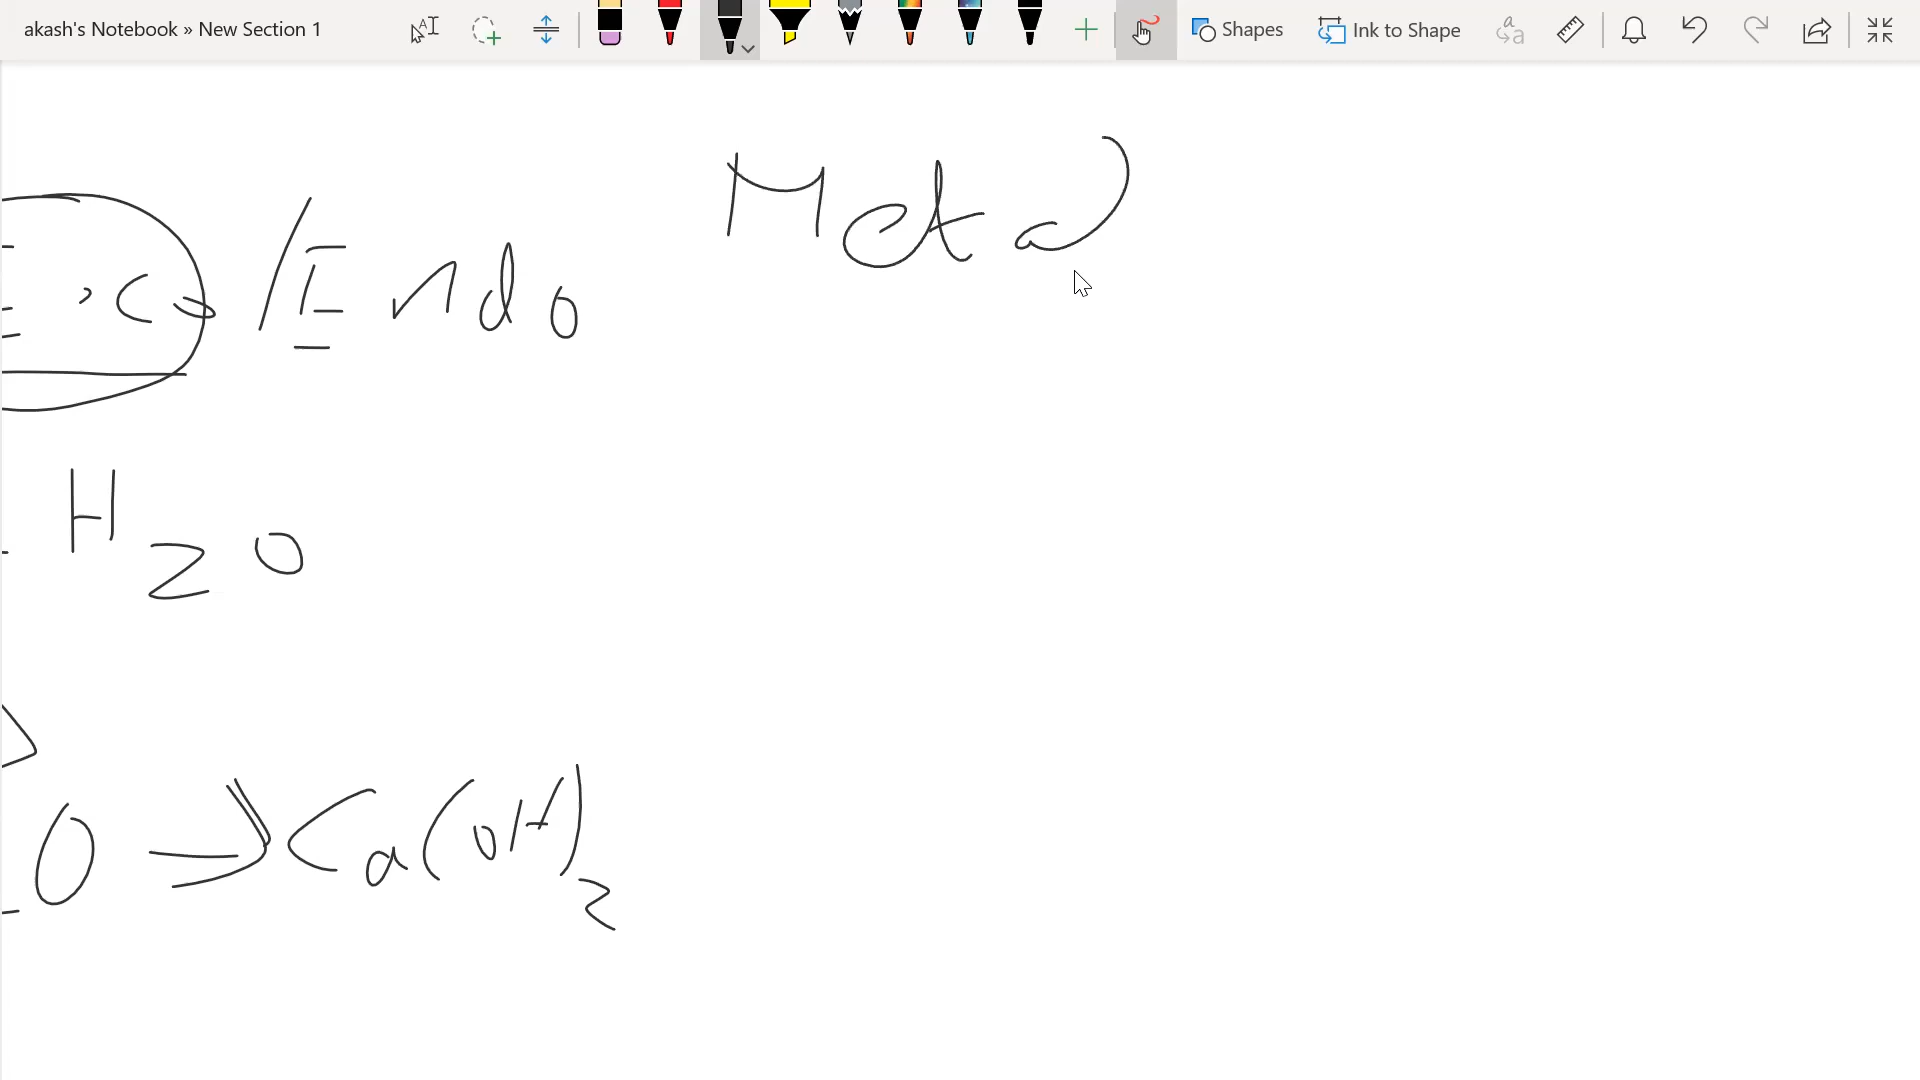 akash's Notebook » New Section 1
Shapes
Ink to Shape
Metal
/Endo
H2O
O → Ca(OH)2